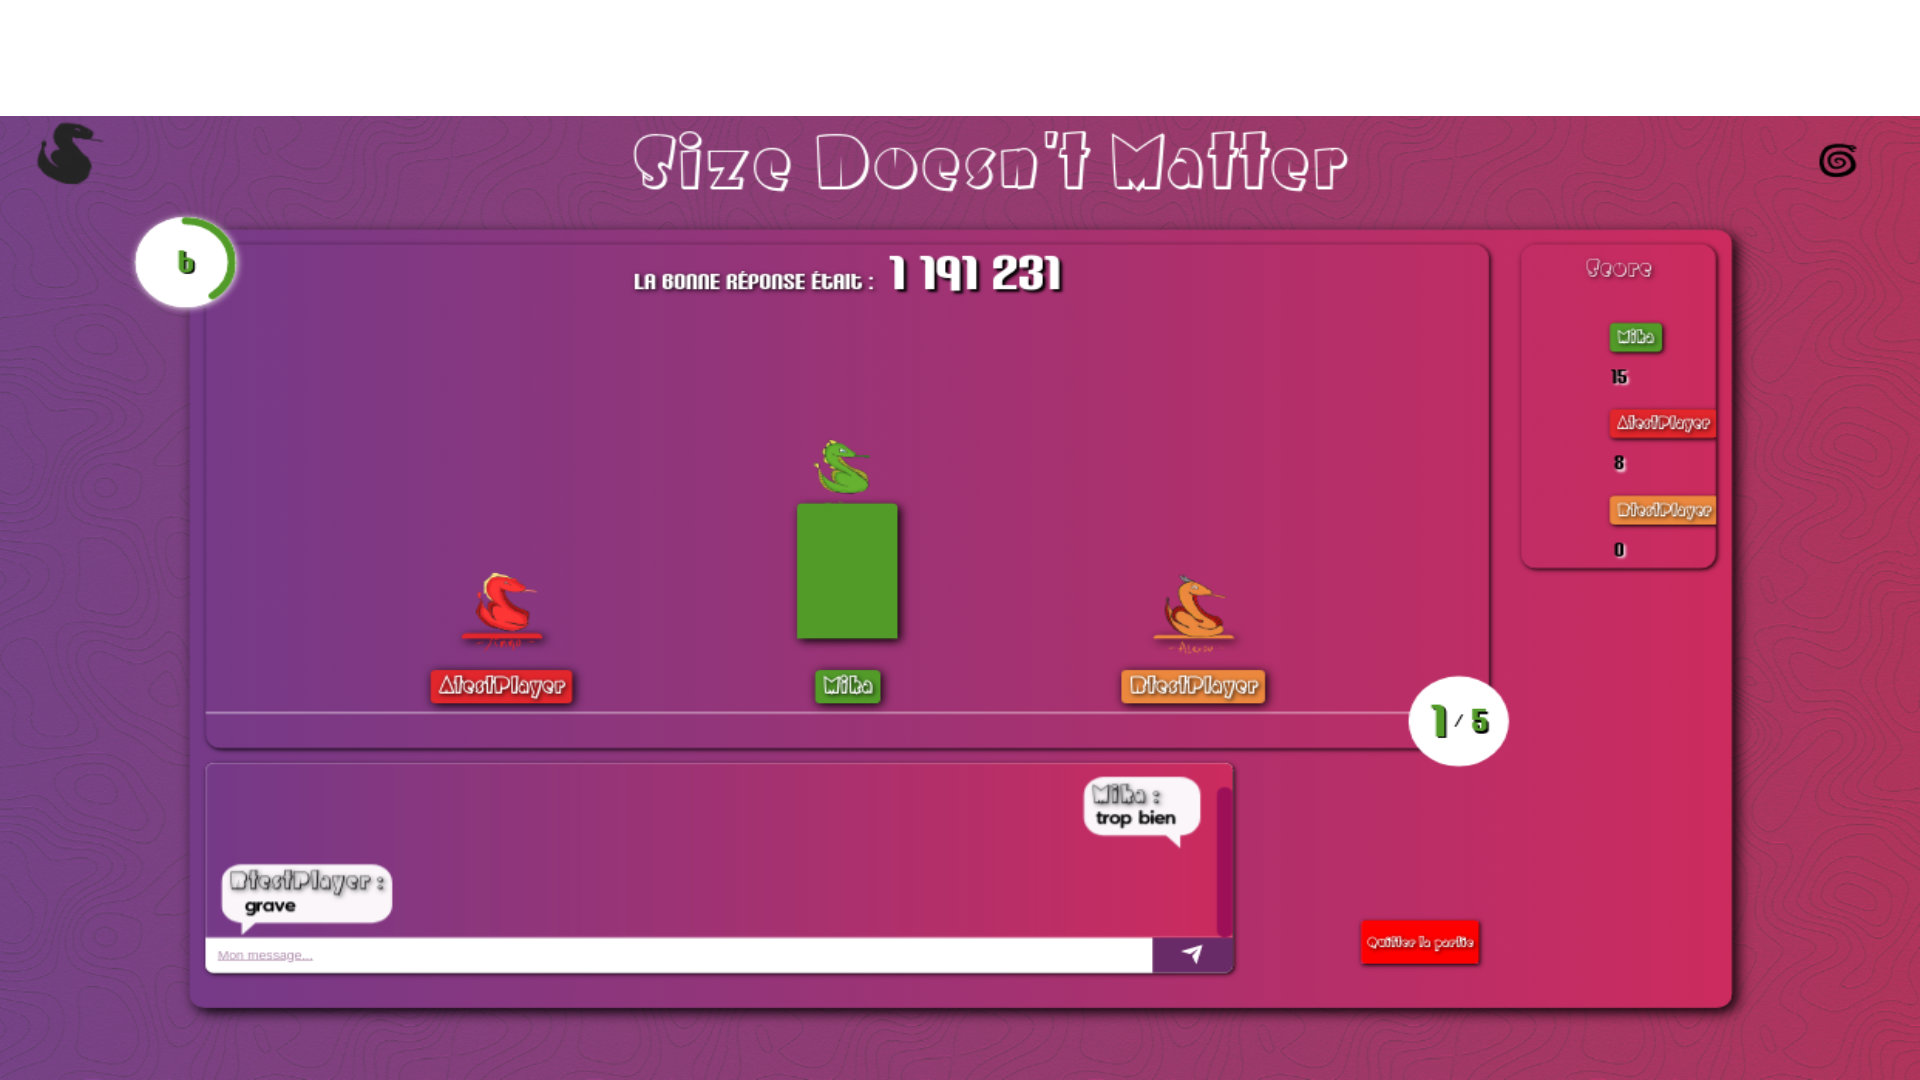 Size Doesn't Matter
6
LA BONNE RÉPONSE ÉTAIT : 1 191 231
Score
Mika
15
AtestPlayer
8
BtestPlayer
0
AtestPlayer
Mika
BtestPlayer
1 / 5
Mika :
trop bien
BtestPlayer :
grave
Mon message...
Quitter la partie